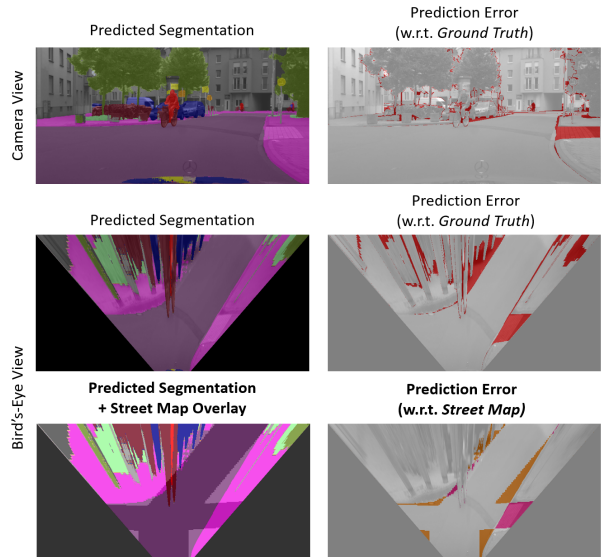 Predicted Segmentation
Prediction Error
(w.r.t. Ground Truth)
Camera View
Predicted Segmentation
Prediction Error
(w.r.t. Ground Truth)
Bird's-Eye View
Predicted Segmentation
+ Street Map Overlay
Prediction Error
(w.r.t. Street Map)